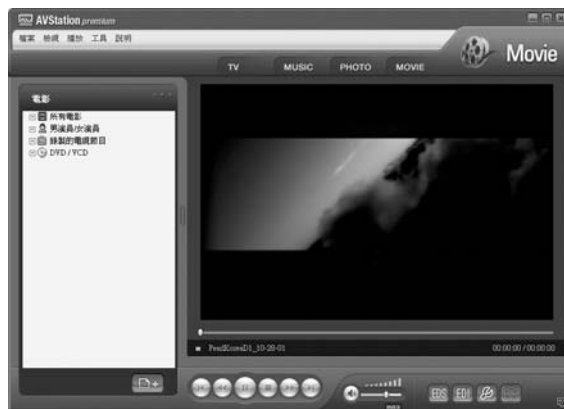 AVStation premium
檔案 檢視 播放 工具 說明
TV MUSIC PHOTO MOVIE
Movie
電影
所有電影
男演員/女演員
錄製的電視節目
DVD / VCD
00:00:00 / 00:00:00
EDS EDI